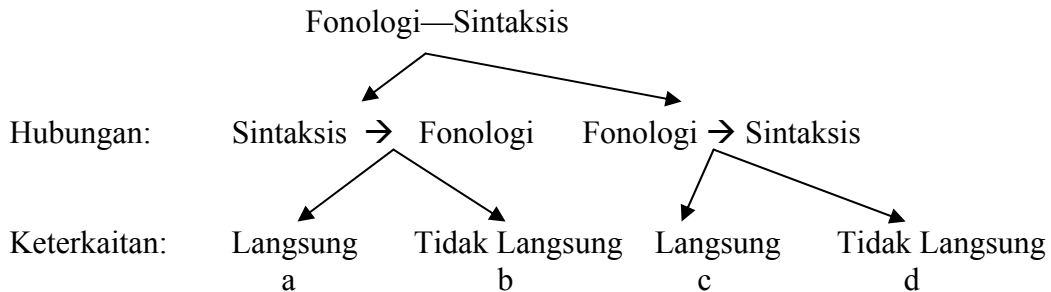 Fonologi—Sintaksis
Hubungan: Sintaksis → Fonologi Fonologi → Sintaksis
Keterkaitan: Langsung Tidak Langsung Langsung Tidak Langsung
a b c d